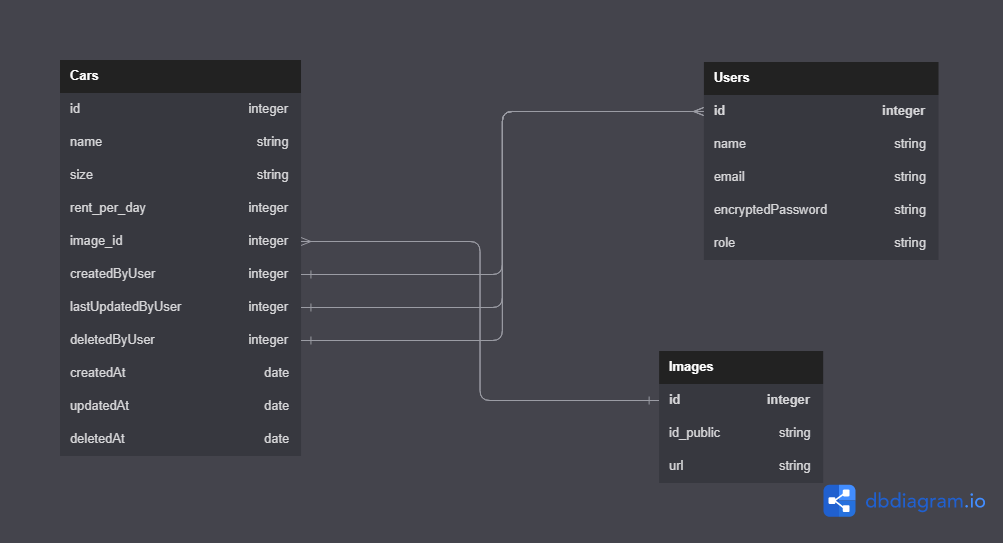 Cars
id integer
name string
size string
rent_per_day integer
image_id integer
createdByUser integer
lastUpdatedByUser integer
deletedByUser integer
createdAt date
updatedAt date
deletedAt date
Users
id integer
name string
email string
encryptedPassword string
role string
Images
id integer
id_public string
url string
dbdiagram.io